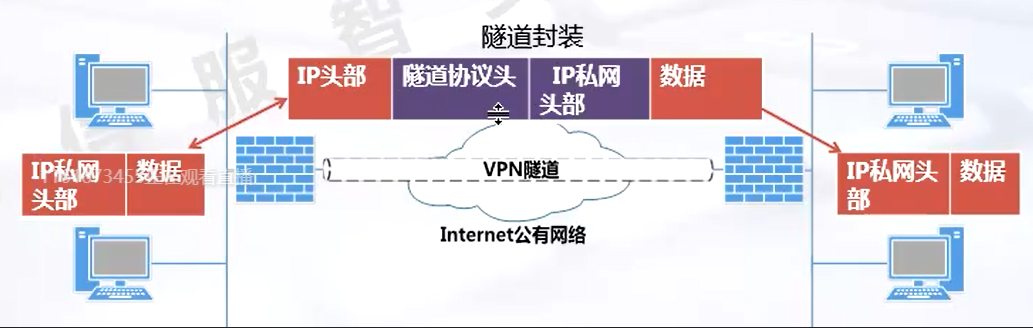 隧道封装
IP头部
隧道协议头
IP私网
头部
数据
IP私网
头部
数据
VPN隧道
IP私网头
部
数据
Internet公有网络